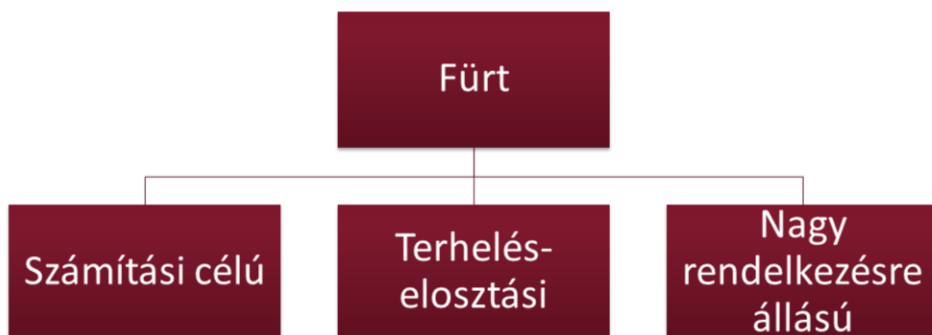 Fürt
Számítási célú
Terhelés-
elosztási
Nagy
rendelkezésre
állású